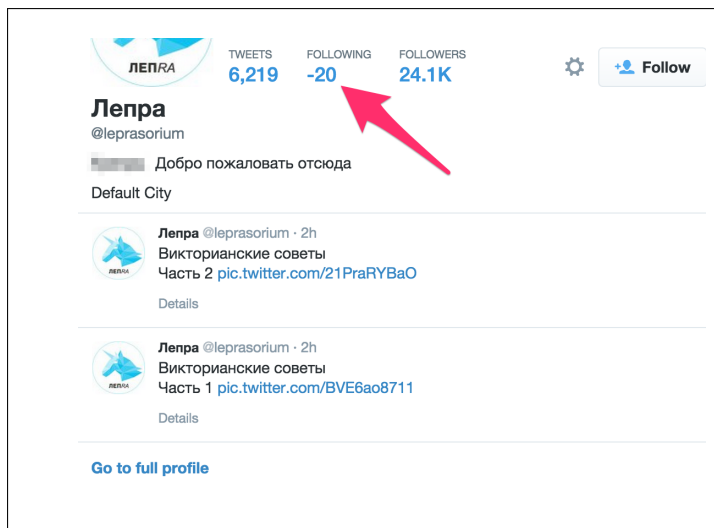 ЛЕПRA
TWEETS FOLLOWING FOLLOWERS
6,219 -20 24.1K
Follow
Лепра
@leprasorium
Добро пожаловать отсюда
Default City
Лепра @leprasorium · 2h
Викторианские советы
Часть 2 pic.twitter.com/21PraRYBaO
ЛЕПRA
Details
Лепра @leprasorium · 2h
Викторианские советы
Часть 1 pic.twitter.com/BVE6ao8711
ЛЕПRA
Details
Go to full profile